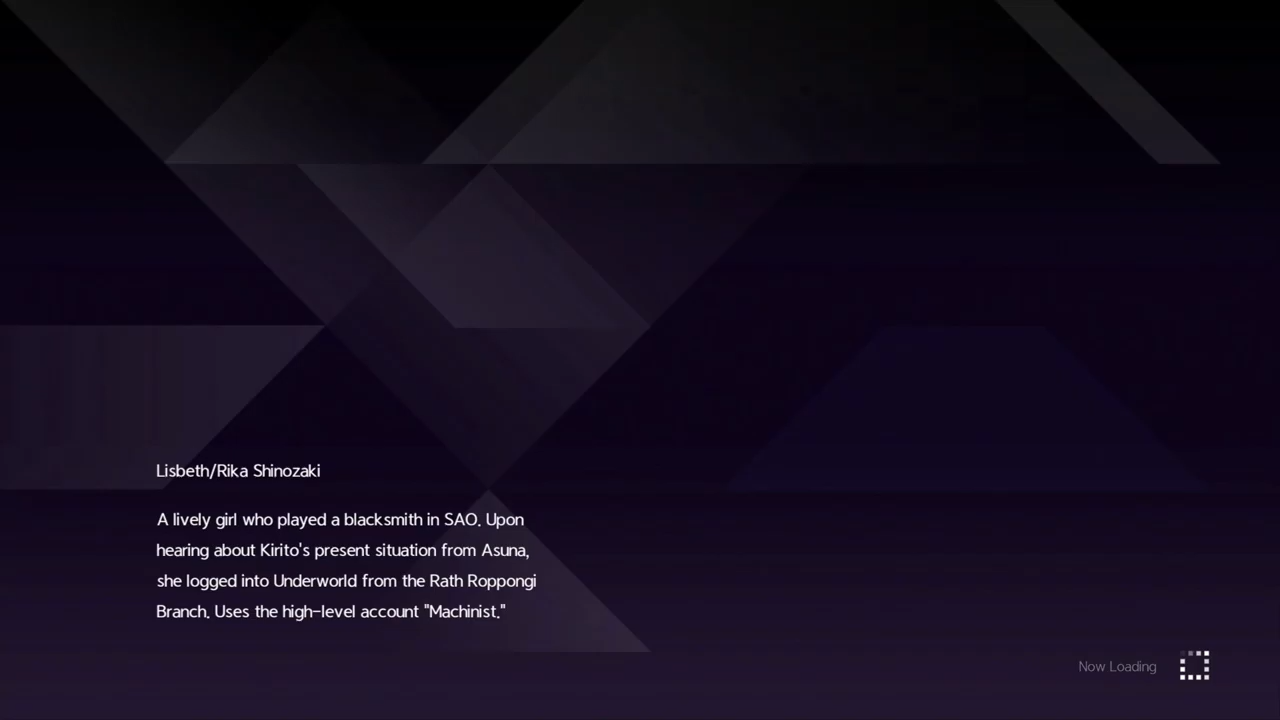 Lisbeth/Rika Shinozaki
A lively girl who played a blacksmith in SAO. Upon
hearing about Kirito's present situation from Asuna,
she logged into Underworld from the Rath Roppongi
Branch. Uses the high-level account "Machinist."
Now Loading